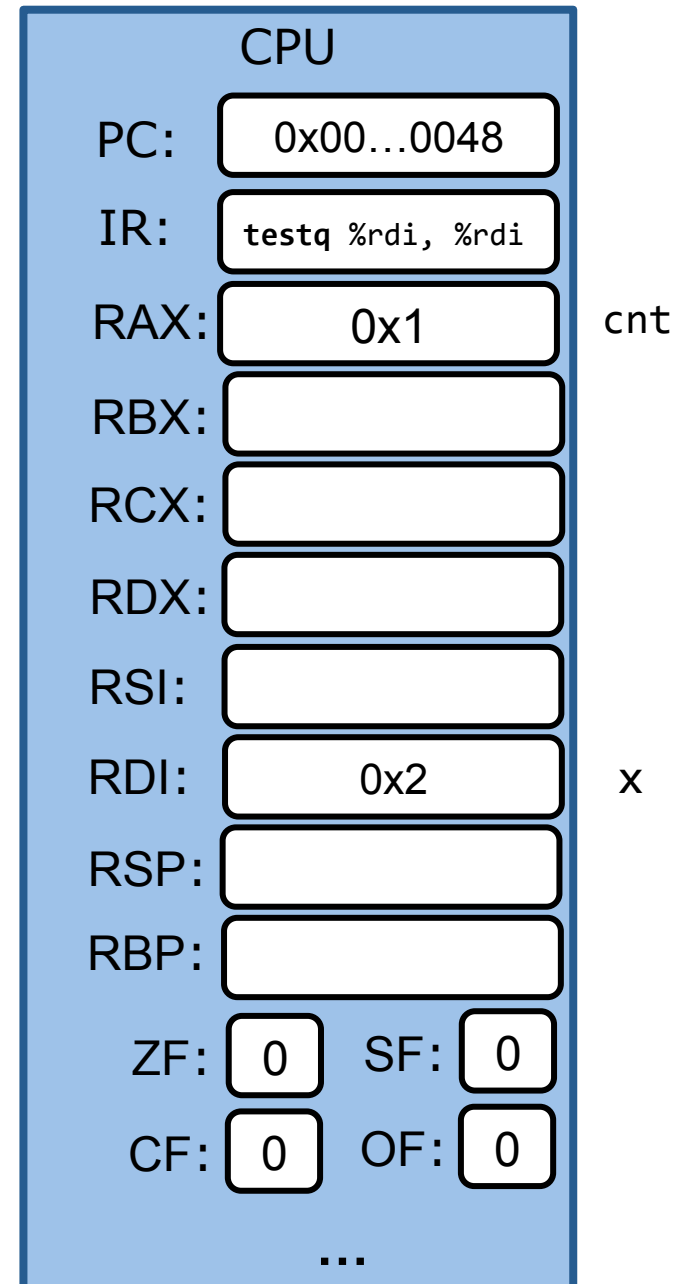 CPU
PC: 0x00...0048
IR: testq %rdi, %rdi
RAX: 0x1 cnt
RBX:
RCX:
RDX:
RSI:
RDI: 0x2 x
RSP:
RBP:
ZF: 0 SF: 0
CF: 0 OF: 0
...